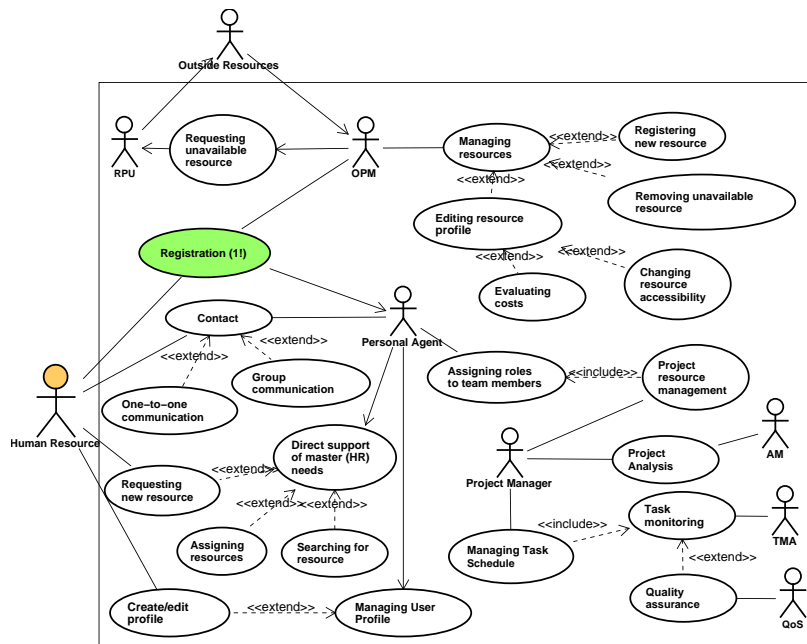 Outside Resources
RPU
Requesting
unavailable
resource
OPM
Managing
resources
<<extend>>
Registering
new resource
<<extend>>
Removing unavailable
resource
<<extend>>
Editing resource
profile
<<extend>>
Evaluating
costs
<<extend>>
Changing
resource
accessibility
Registration (1!)
Contact
Personal Agent
<<extend>>
<<extend>>
One-to-one
communication
Group
communication
Human Resource
Assigning roles
to team members
<<include>>
Project
resource
management
Direct support
of master (HR)
needs
Project Manager
Project
Analysis
AM
Requesting
new resource
<<extend>>
<<extend>>
<<extend>>
Assigning
resources
Searching for
resource
Managing Task
Schedule
<<include>>
Task
monitoring
TMA
<<extend>>
Quality
assurance
QoS
Create/edit
profile
<<extend>>
Managing User
Profile